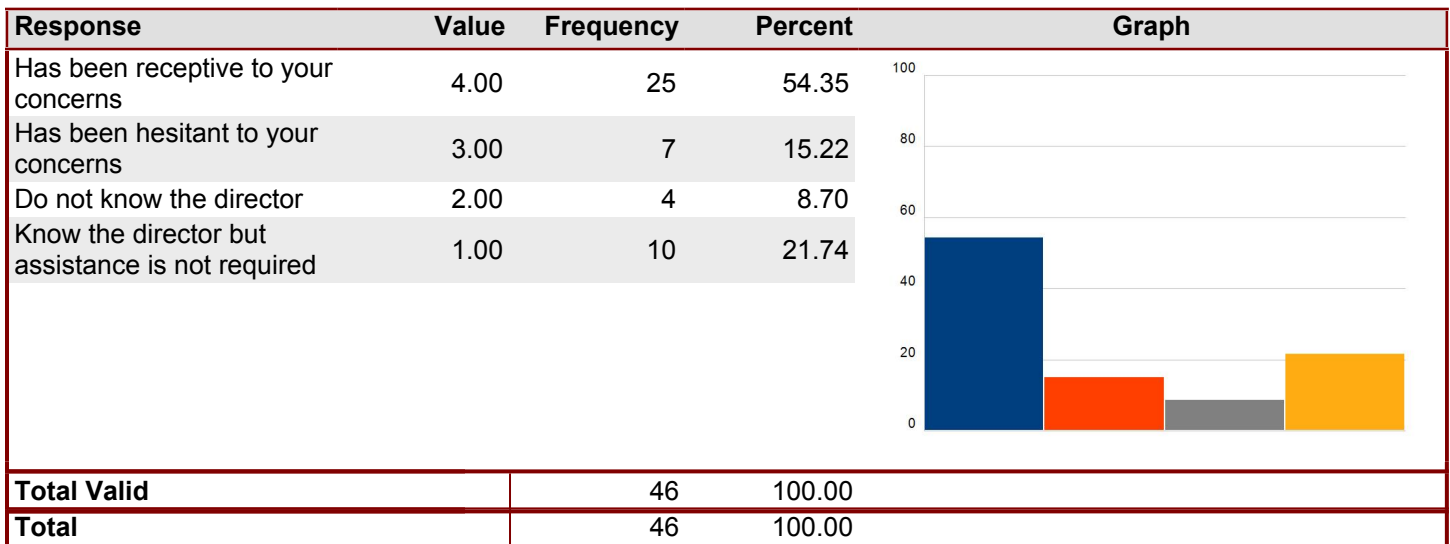 Response Value Frequency Percent Graph
Has been receptive to your
concerns 4.00 25 54.35
Has been hesitant to your
concerns 3.00 7 15.22
Do not know the director 2.00 4 8.70
Know the director but
assistance is not required 1.00 10 21.74
100
80
60
40
20
0
Total Valid 46 100.00
Total 46 100.00